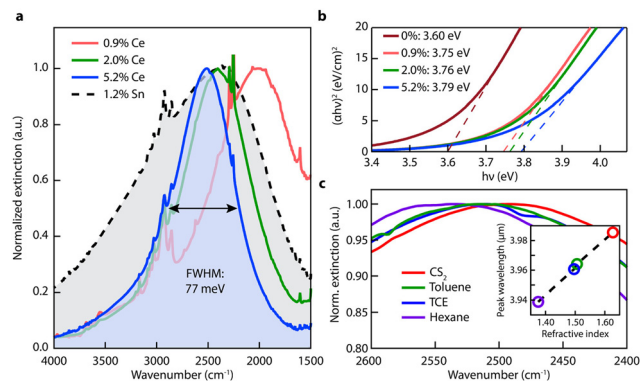 a
0.9% Ce
2.0% Ce
5.2% Ce
1.2% Sn
Normalized extinction (a.u.)
1.0
0.8
0.6
0.4
0.2
0.0
FWHM:
77 meV
4000 3500 3000 2500 2000 1500
Wavenumber (cm⁻¹)
b
(αhν)² (eV/cm)²
20
15
10
5
0
0%: 3.60 eV
0.9%: 3.75 eV
2.0%: 3.76 eV
5.2%: 3.79 eV
3.4 3.5 3.6 3.7 3.8 3.9 4.0
hν (eV)
c
Norm. extinction (a.u.)
1.00
0.95
0.90
0.85
0.80
CS₂
Toluene
TCE
Hexane
Peak wavelength (μm)
3.98
3.96
3.94
1.40 1.50 1.60
Refractive index
2600 2550 2500 2450 2400
Wavenumber (cm⁻¹)